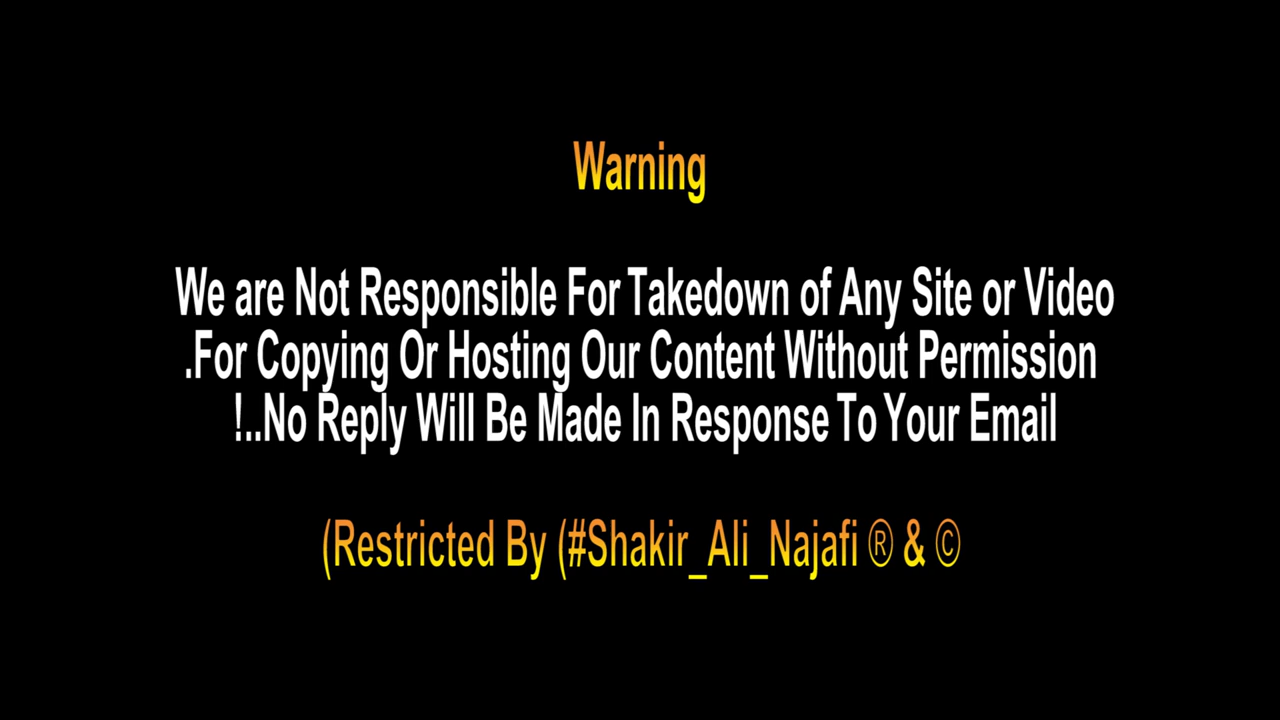 Warning
We are Not Responsible For Takedown of Any Site or Video
.For Copying Or Hosting Our Content Without Permission
!..No Reply Will Be Made In Response To Your Email
(Restricted By (#Shakir_Ali_Najafi ® & ©